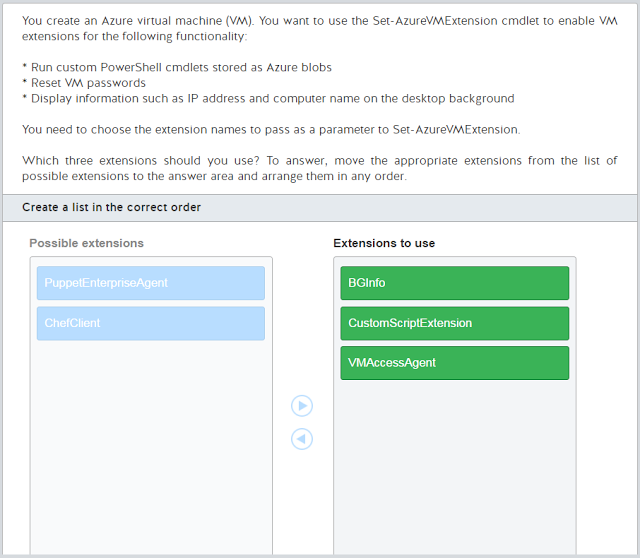 You create an Azure virtual machine (VM). You want to use the Set-AzureVMExtension cmdlet to enable VM
extensions for the following functionality:
* Run custom PowerShell cmdlets stored as Azure blobs
* Reset VM passwords
* Display information such as IP address and computer name on the desktop background
You need to choose the extension names to pass as a parameter to Set-AzureVMExtension.
Which three extensions should you use? To answer, move the appropriate extensions from the list of
possible extensions to the answer area and arrange them in any order.
Create a list in the correct order
Possible extensions
PuppetEnterpriseAgent
ChefClient
Extensions to use
BGInfo
CustomScriptExtension
VMAccessAgent